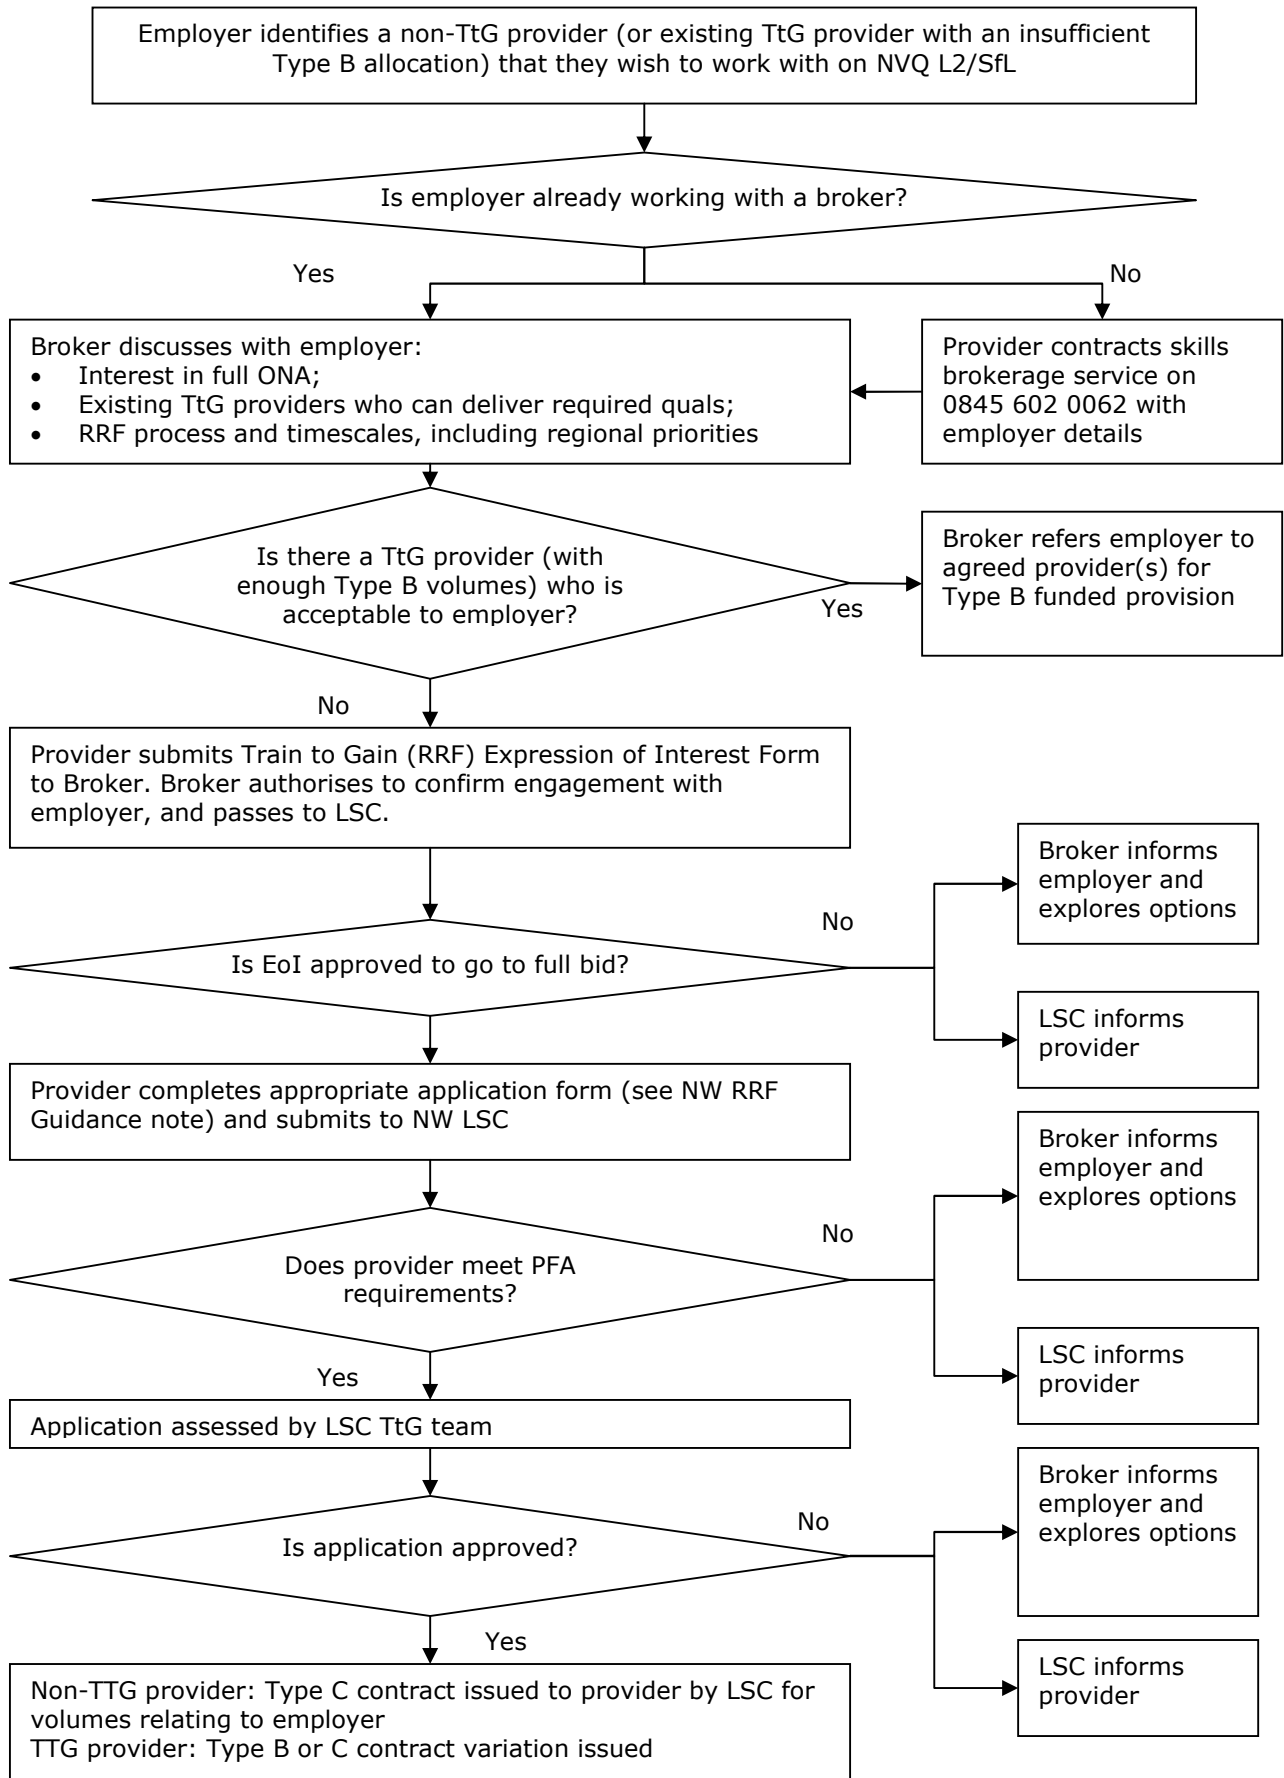 Employer identifies a non-TtG provider (or existing TtG provider with an insufficient
Type B allocation) that they wish to work with on NVQ L2/SfL
Is employer already working with a broker?
Yes
No
Broker discusses with employer:
• Interest in full ONA;
• Existing TtG providers who can deliver required quals;
• RRF process and timescales, including regional priorities
Provider contracts skills
brokerage service on
0845 602 0062 with
employer details
Is there a TtG provider (with
enough Type B volumes) who is
acceptable to employer?
Yes
Broker refers employer to
agreed provider(s) for
Type B funded provision
No
Provider submits Train to Gain (RRF) Expression of Interest Form
to Broker. Broker authorises to confirm engagement with
employer, and passes to LSC.
Is EoI approved to go to full bid?
No
Broker informs
employer and
explores options
LSC informs
provider
Provider completes appropriate application form (see NW RRF
Guidance note) and submits to NW LSC
Does provider meet PFA
requirements?
No
Broker informs
employer and
explores options
LSC informs
provider
Yes
Application assessed by LSC TtG team
Is application approved?
No
Broker informs
employer and
explores options
LSC informs
provider
Yes
Non-TTG provider: Type C contract issued to provider by LSC for
volumes relating to employer
TTG provider: Type B or C contract variation issued